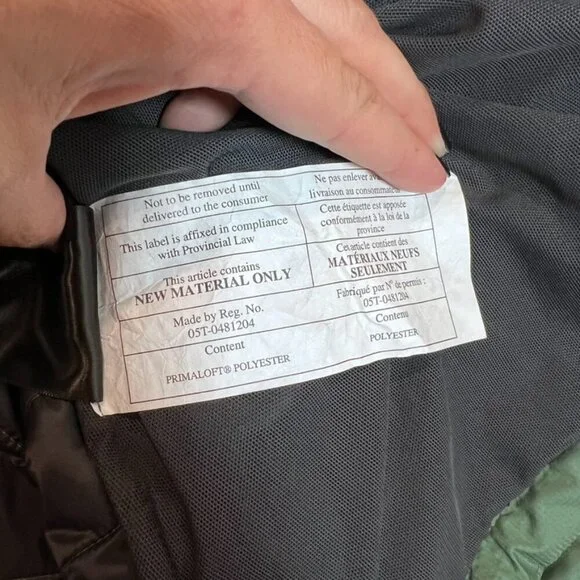 Not to be removed until
delivered to the consumer
Ne pas enlever
livraison au
This label is affixed in compliance
with Provincial Law
Cette étiquette est apposée
conformément à la loi de la
province
This article contains
NEW MATERIAL ONLY
Cet article contient des
MATÉRIAUX NEUFS
SEULEMENT
Made by Reg. No.
05T-0481204
Fabriqué par Nº de permis:
05T-0481204
Content
PRIMALOFT® POLYESTER
Contenu
POLYESTER